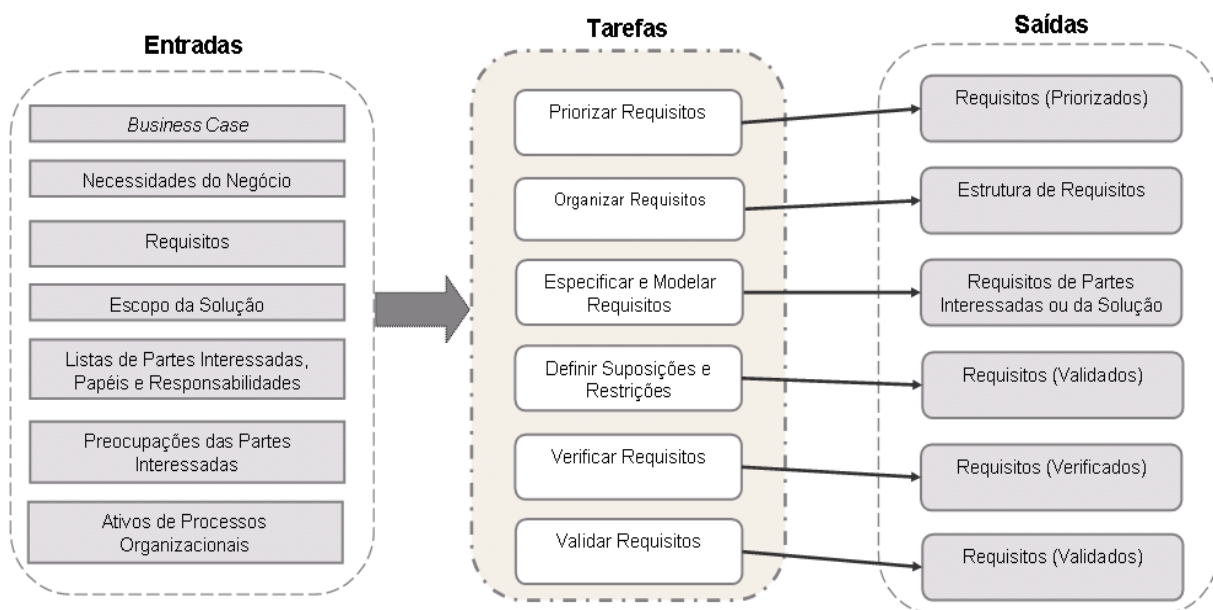 Entradas
Business Case
Necessidades do Negócio
Requisitos
Escopo da Solução
Listas de Partes Interessadas,
Papéis e Responsabilidades
Preocupações das Partes
Interessadas
Ativos de Processos
Organizacionais
Tarefas
Priorizar Requisitos
Organizar Requisitos
Especificar e Modelar
Requisitos
Definir Suposições e
Restrições
Verificar Requisitos
Validar Requisitos
Saídas
Requisitos (Priorizados)
Estrutura de Requisitos
Requisitos de Partes
Interessadas ou da Solução
Requisitos (Validados)
Requisitos (Verificados)
Requisitos (Validados)